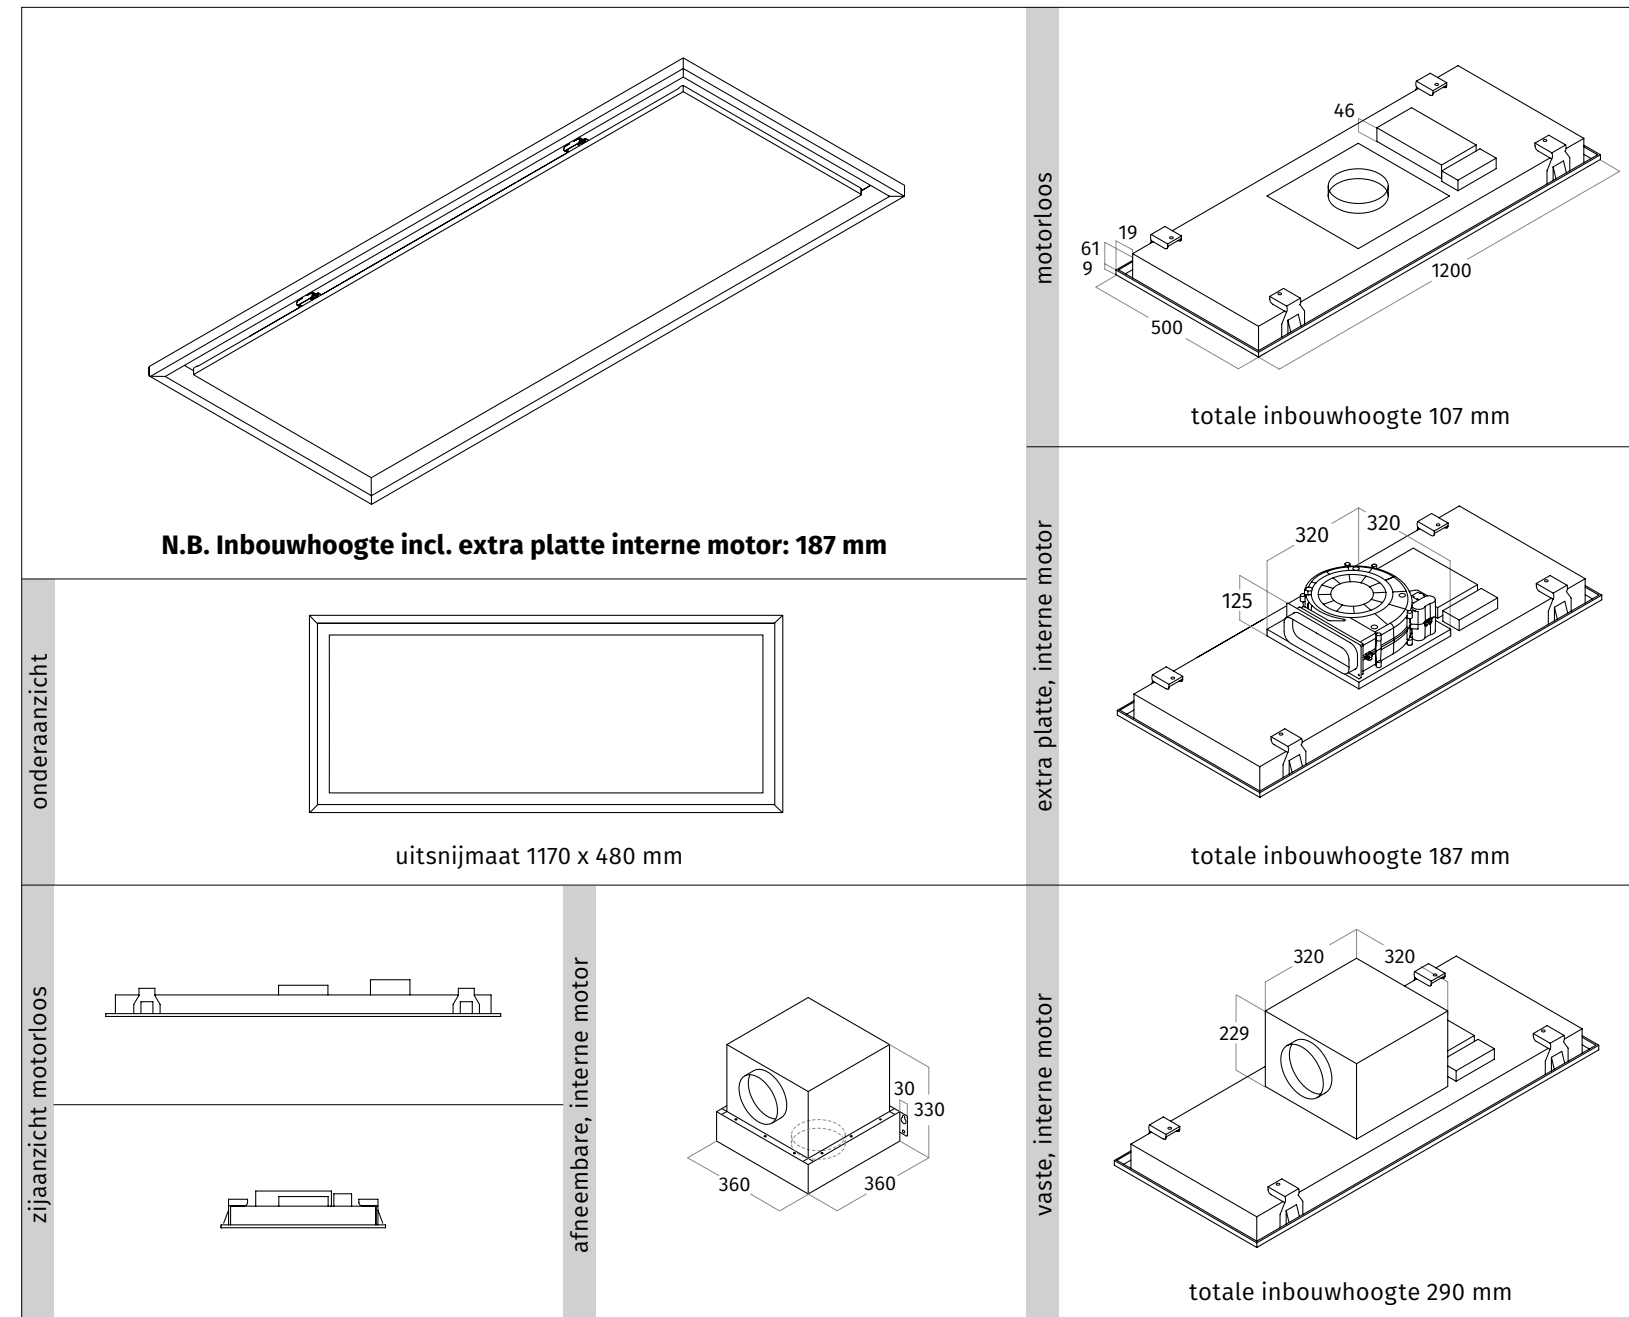 N.B. Inbouwhoogte incl. extra platte interne motor: 187 mm
motorloos
46
19
61
9
500
1200
totale inbouwhoogte 107 mm
onderaanzicht
uitsnijmaat 1170 x 480 mm
extra platte, interne motor
320
320
125
totale inbouwhoogte 187 mm
zijaanzicht motorloos
afneembare, interne motor
30
330
360
360
vaste, interne motor
320
320
229
totale inbouwhoogte 290 mm